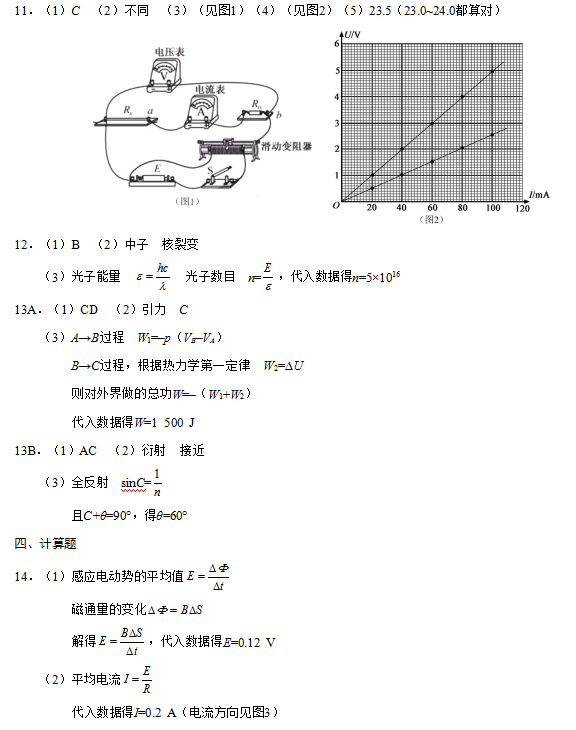 11.（1）C （2）不同 （3）（见图1）（4）（见图2）（5）23.5（23.0~24.0都算对）
电压表
V
电流表
A
Rx a
R0 b
滑动变阻器
E
S
（图1）
U/V
6
5
4
3
2
1
0 20 40 60 80 100 120
I/mA
（图2）
12.（1）B （2）中子 核裂变
（3）光子能量 ε=hc/λ 光子数目 n=E/ε，代入数据得n=5×10¹⁶
13A.（1）CD （2）引力 C
（3）A→B过程 W₁=–p（V_B–V_A）
B→C过程，根据热力学第一定律 W₂=ΔU
则对外界做的总功W=–（W₁+W₂）
代入数据得W=1 500 J
13B.（1）AC （2）衍射 接近
（3）全反射 sinC=1/n
且C+θ=90°，得θ=60°
四、计算题
14.（1）感应电动势的平均值E=ΔΦ/Δt
磁通量的变化ΔΦ=BΔS
解得E=BΔS/Δt，代入数据得E=0.12 V
（2）平均电流I=E/R
代入数据得I=0.2 A（电流方向见图3）